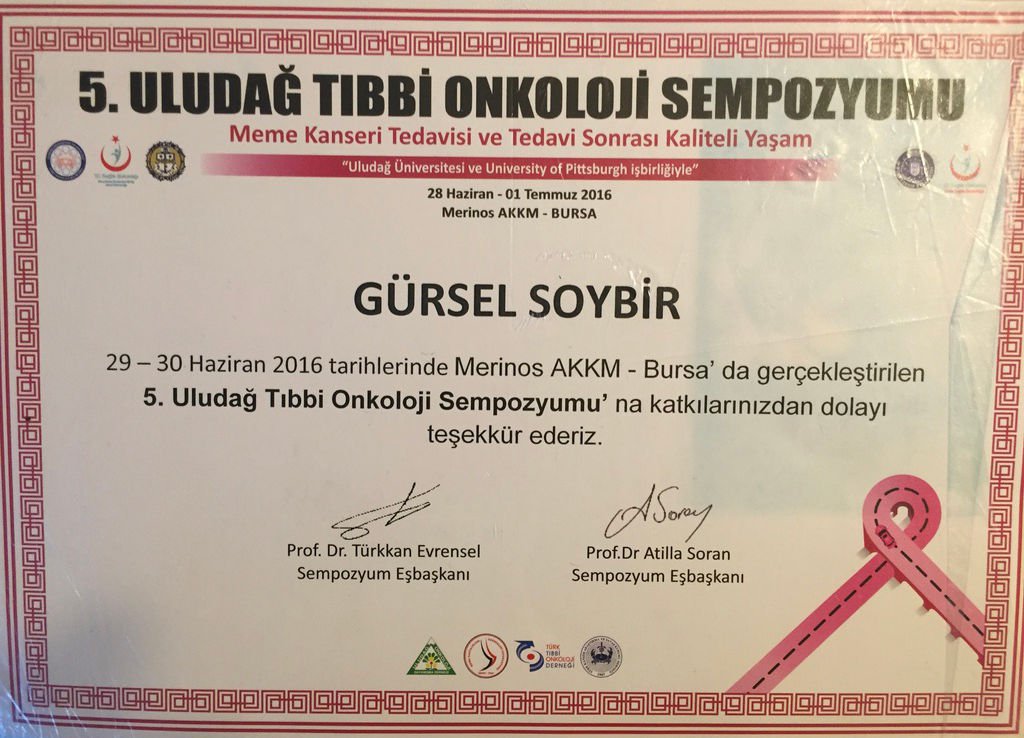 5. ULUDAĞ TIBBİ ONKOLOJİ SEMPOZYUMU
Meme Kanseri Tedavisi ve Tedavi Sonrası Kaliteli Yaşam
"Uludağ Üniversitesi ve University of Pittsburgh işbirliğiyle"
28 Haziran - 01 Temmuz 2016
Merinos AKKM - BURSA
GÜRSEL SOYBİR
29 – 30 Haziran 2016 tarihlerinde Merinos AKKM - Bursa' da gerçekleştirilen
5. Uludağ Tıbbi Onkoloji Sempozyumu' na katkılarınızdan dolayı
teşekkür ederiz.
A Soran
Prof. Dr. Türkkan Evrensel
Sempozyum Eşbaşkanı
Prof.Dr Atilla Soran
Sempozyum Eşbaşkanı
TÜRK
TIBBİ
ONKOLOJİ
DERNEĞİ